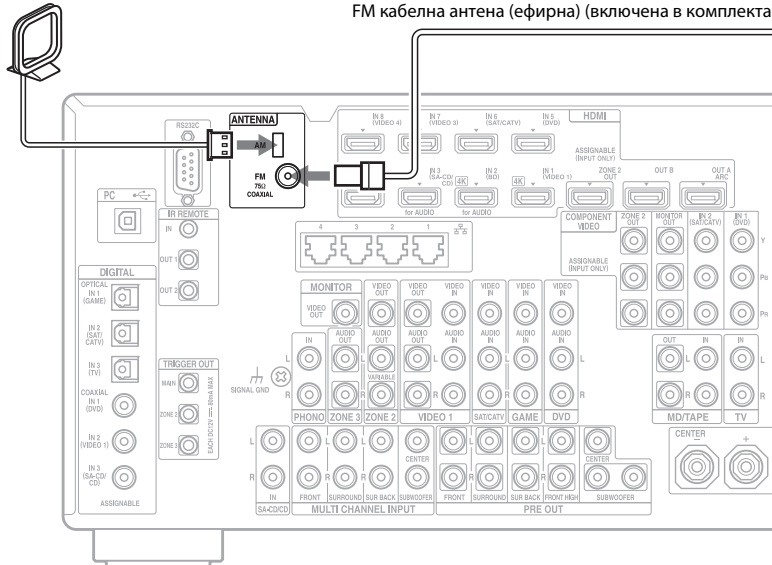 FM кабелна антена (ефирна) (включена в комплекта
RS232C
ANTENNA
AM
FM
75Ω
COAXIAL
IN 8
(VIDEO 4)
IN 7
(VIDEO 3)
IN 6
(SAT/CATV)
IN 5
(DVD)
HDMI
ASSIGNABLE
(INPUT ONLY)
IN 3
(SA-CD/
CD)
4K
IN 2
(BD)
4K
IN 1
(VIDEO 1)
ZONE 2
OUT
OUT B
OUT A
ARC
for AUDIO
for AUDIO
PC
IR REMOTE
IN
OUT 1
OUT 2
4
3
2
1
COMPONENT
VIDEO
ASSIGNABLE
(INPUT ONLY)
ZONE 2
OUT
MONITOR
OUT
IN 2
(SAT/CATV)
IN 1
(DVD)
Y
PB
PR
DIGITAL
OPTICAL
IN 1
(GAME)
IN 2
(SAT/
CATV)
IN 3
(TV)
COAXIAL
IN 1
(DVD)
IN 2
(VIDEO 1)
IN 3
(SA-CD/
CD)
ASSIGNABLE
TRIGGER OUT
MAIN
ZONE 2
ZONE 3
EACH DC12V 80mA MAX
SIGNAL GND
MONITOR
VIDEO
OUT
VIDEO
OUT
VIDEO
OUT
VIDEO
IN
VIDEO
IN
VIDEO
IN
VIDEO
IN
IN
AUDIO
OUT
AUDIO
OUT
AUDIO
OUT
AUDIO
IN
AUDIO
IN
AUDIO
IN
AUDIO
IN
L
L
L
L
L
VARIABLE
R
R
R
R
R
PHONO
ZONE 3
ZONE 2
VIDEO 1
SAT/CATV
GAME
DVD
OUT
IN
IN
L
L
L
R
R
R
MD/TAPE
TV
CENTER
− +
L
L
L
L
CENTER
CENTER
R
R
R
R
IN
FRONT
SURROUND
SUR BACK
SUBWOOFER
FRONT
SURROUND
SUR BACK
FRONT HIGH
SUBWOOFER
SA-CD/CD
MULTI CHANNEL INPUT
PRE OUT